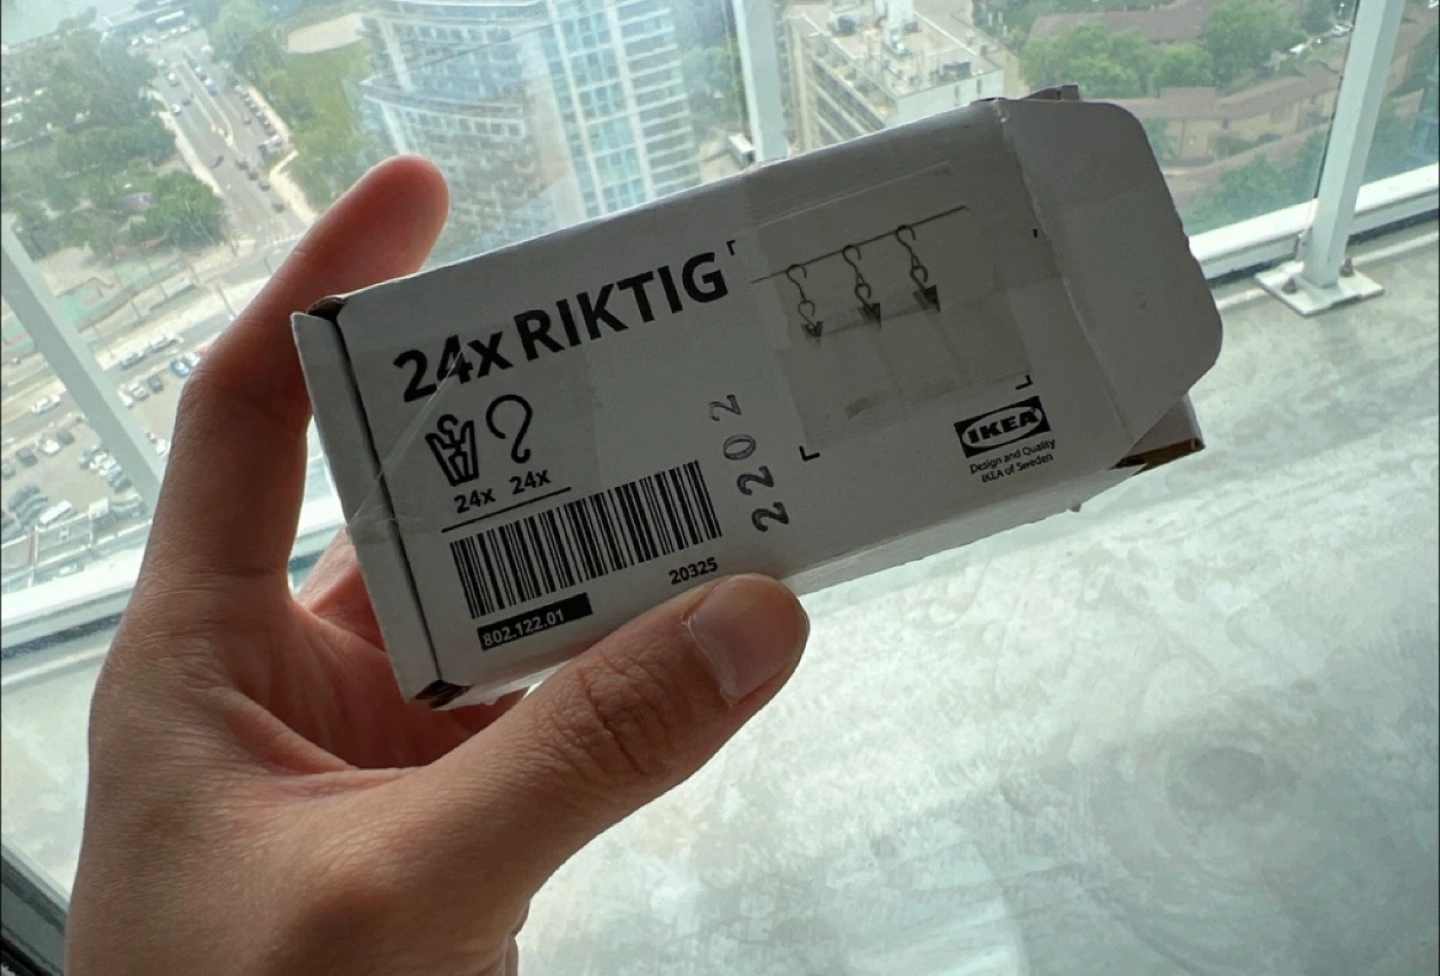 24x RIKTIG
24x 24x
2202
20325
802.122.01
IKEA
Design and Quality
IKEA of Sweden